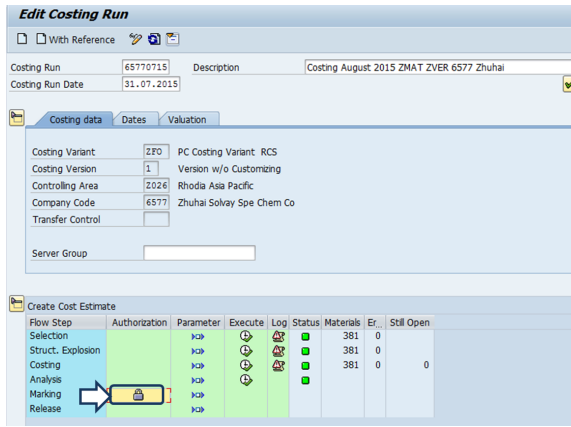 Edit Costing Run
With Reference
Costing Run 65770715 Description Costing August 2015 ZMAT ZVER 6577 Zhuhai
Costing Run Date 31.07.2015
Costing data Dates Valuation
Costing Variant ZFO PC Costing Variant RCS
Costing Version 1 Version w/o Customizing
Controlling Area Z026 Rhodia Asia Pacific
Company Code 6577 Zhuhai Solvay Spe Chem Co
Transfer Control
Server Group
Create Cost Estimate
Flow Step Authorization Parameter Execute Log Status Materials Er... Still Open
Selection 381 0
Struct. Explosion 381 0
Costing 381 0 0
Analysis
Marking
Release